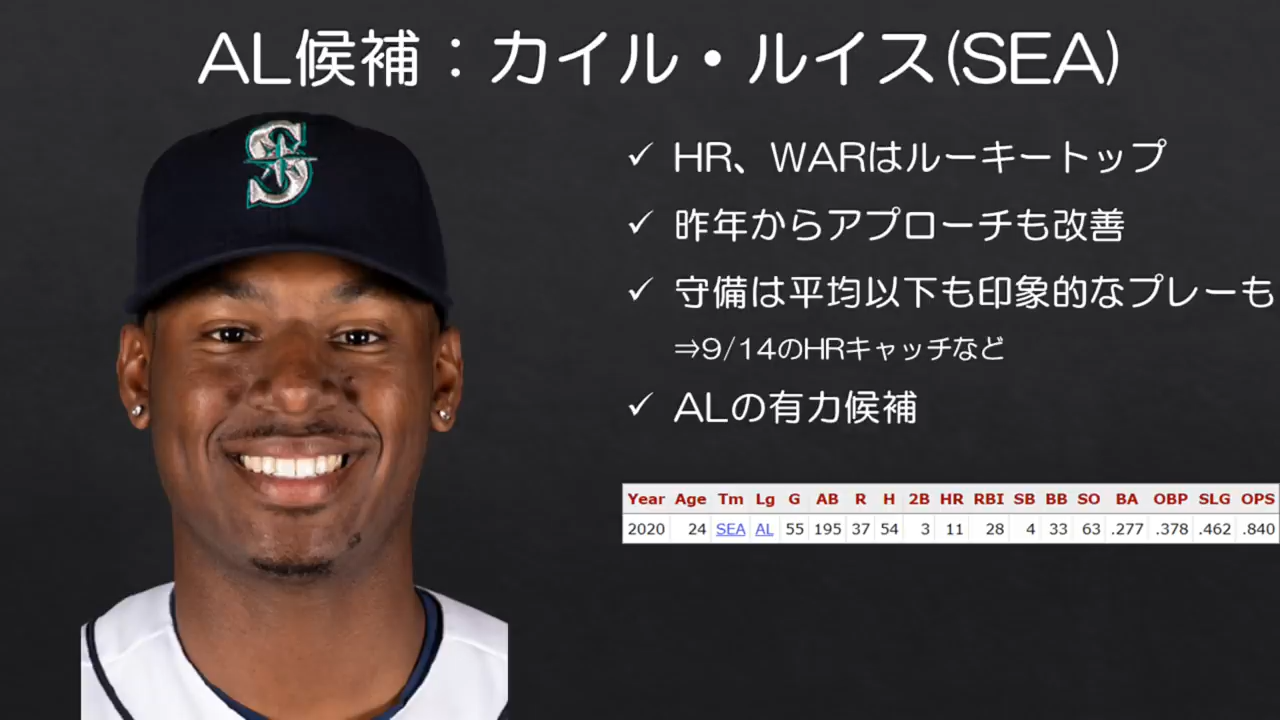 AL候補：カイル・ルイス(SEA)
✓ HR、WARはルーキートップ
✓ 昨年からアプローチも改善
✓ 守備は平均以下も印象的なプレーも
⇒9/14のHRキャッチなど
✓ ALの有力候補
Year Age Tm Lg G AB R H 2B HR RBI SB BB SO BA OBP SLG OPS
2020 24 SEA AL 55 195 37 54 3 11 28 4 33 63 .277 .378 .462 .840
S